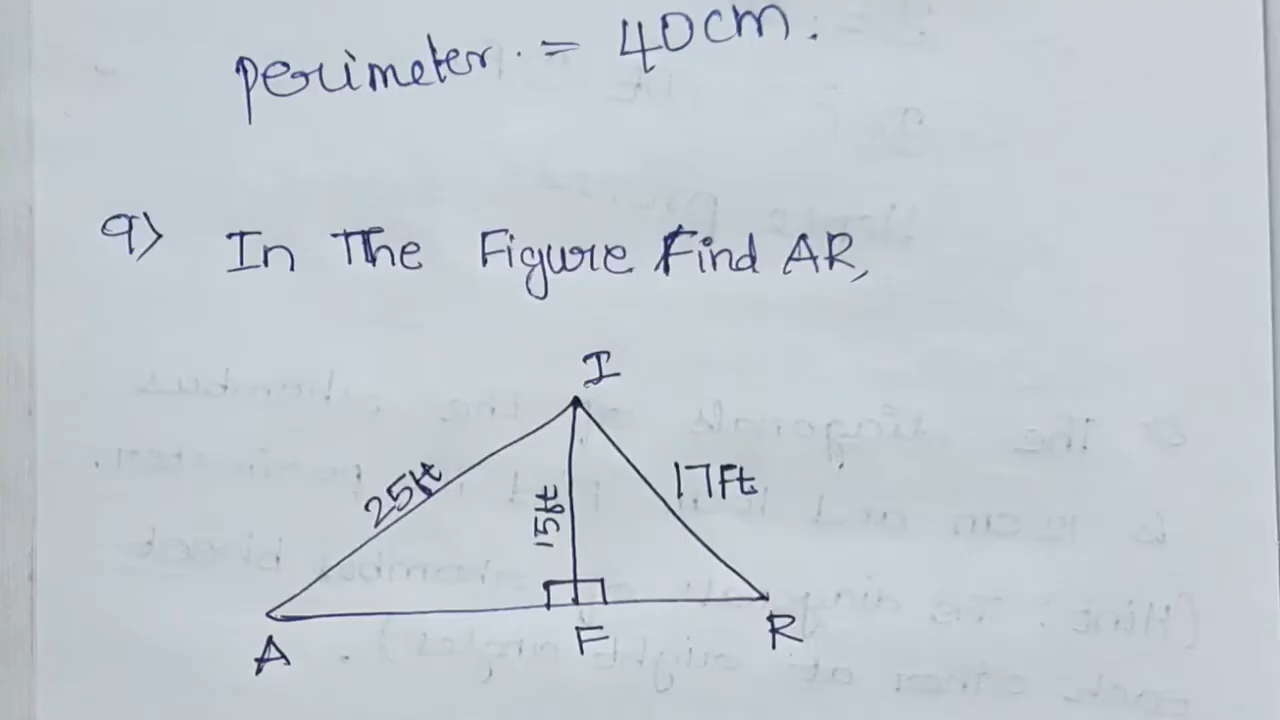 perimeter. = 40cm.
9) In The Figure Find AR,
I
25ft
15ft
17Ft
A
F
R